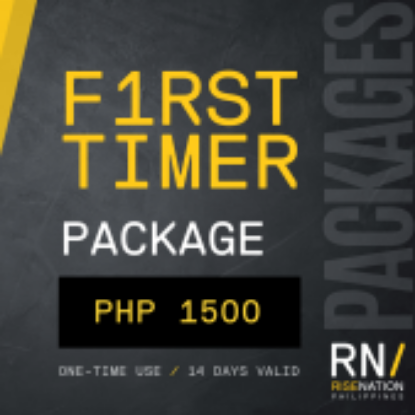 F1RST
TIMER
PACKAGE
PHP 1500
ONE-TIME USE / 14 DAYS VALID
PACKAGES
RN/
RISENATION
PHILIPPINES